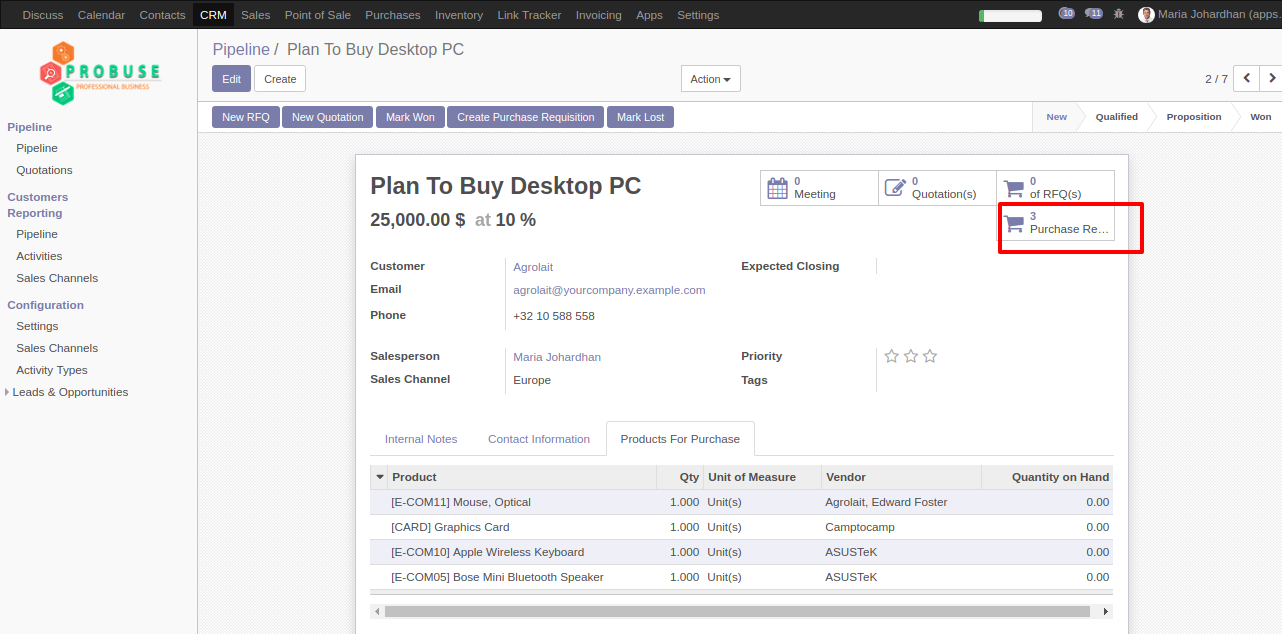 Discuss Calendar Contacts CRM Sales Point of Sale Purchases Inventory Link Tracker Invoicing Apps Settings 10 11 Maria Johardhan (apps...
PROBUSE
PROFESSIONAL BUSINESS
Pipeline
Pipeline
Quotations
Customers
Reporting
Pipeline
Activities
Sales Channels
Configuration
Settings
Sales Channels
Activity Types
Leads & Opportunities
Pipeline / Plan To Buy Desktop PC
Edit Create Action 2 / 7
New RFQ New Quotation Mark Won Create Purchase Requisition Mark Lost New Qualified Proposition Won
Plan To Buy Desktop PC
25,000.00 $ at 10 %
0 Meeting
0 Quotation(s)
0 of RFQ(s)
3 Purchase Re…
Customer Agrolait Expected Closing
Email agrolait@yourcompany.example.com
Phone +32 10 588 558
Salesperson Maria Johardhan Priority
Sales Channel Europe Tags
Internal Notes Contact Information Products For Purchase
Product Qty Unit of Measure Vendor Quantity on Hand
[E-COM11] Mouse, Optical 1.000 Unit(s) Agrolait, Edward Foster 0.00
[CARD] Graphics Card 1.000 Unit(s) Camptocamp 0.00
[E-COM10] Apple Wireless Keyboard 1.000 Unit(s) ASUSTeK 0.00
[E-COM05] Bose Mini Bluetooth Speaker 1.000 Unit(s) ASUSTeK 0.00